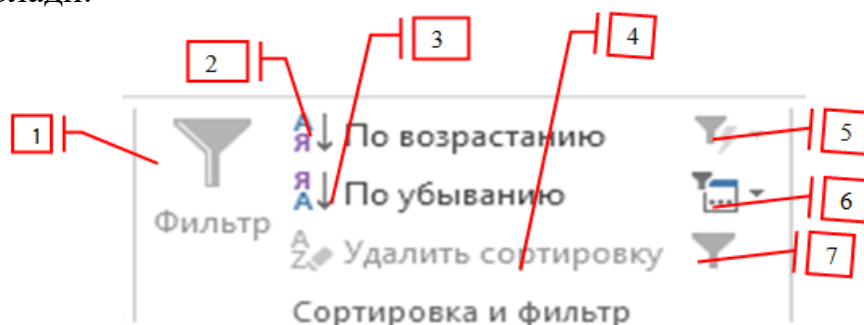 2
3
4
1
5
По возрастанию
По убыванию
6
Фильтр
Удалить сортировку
7
Сортировка и фильтр